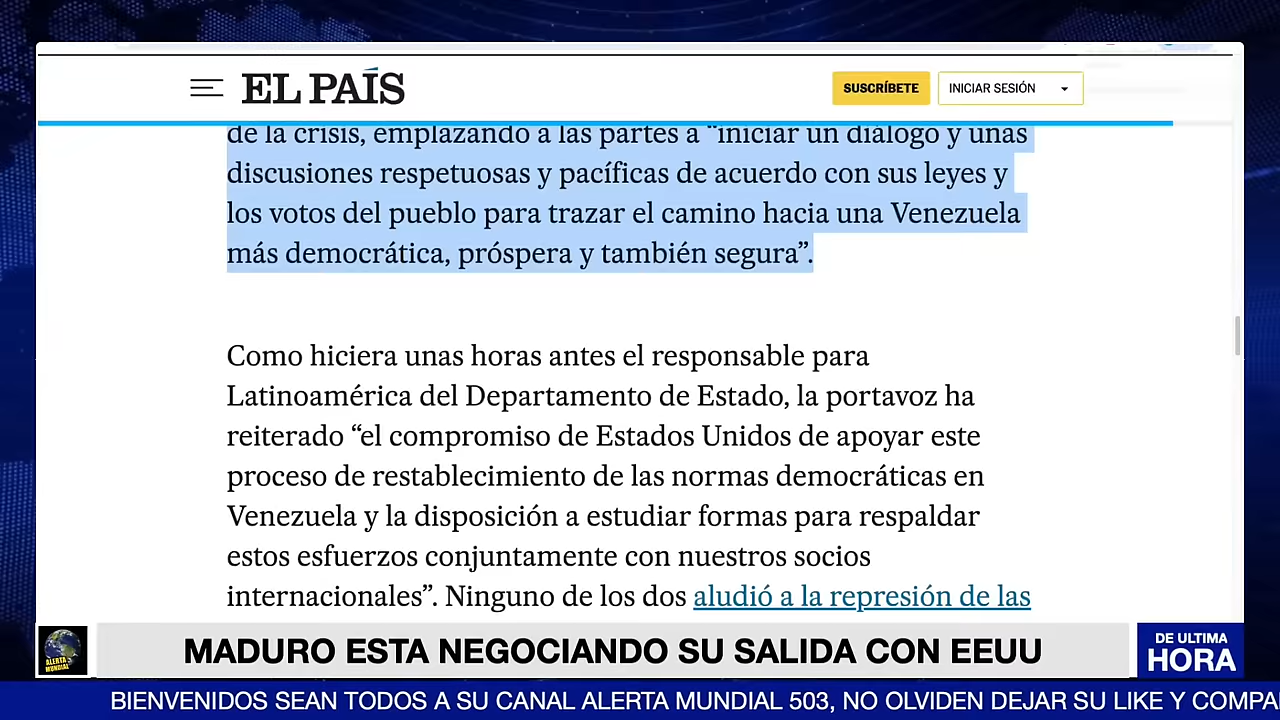 EL PAÍS
SUSCRÍBETE
INICIAR SESIÓN
de la crisis, emplazando a las partes a “iniciar un diálogo y unas
discusiones respetuosas y pacíficas de acuerdo con sus leyes y
los votos del pueblo para trazar el camino hacia una Venezuela
más democrática, próspera y también segura”.
Como hiciera unas horas antes el responsable para
Latinoamérica del Departamento de Estado, la portavoz ha
reiterado “el compromiso de Estados Unidos de apoyar este
proceso de restablecimiento de las normas democráticas en
Venezuela y la disposición a estudiar formas para respaldar
estos esfuerzos conjuntamente con nuestros socios
internacionales”. Ninguno de los dos aludió a la represión de las
ALERTA
MUNDIAL
MADURO ESTA NEGOCIANDO SU SALIDA CON EEUU
DE ULTIMA
HORA
BIENVENIDOS SEAN TODOS A SU CANAL ALERTA MUNDIAL 503, NO OLVIDEN DEJAR SU LIKE Y COMPA